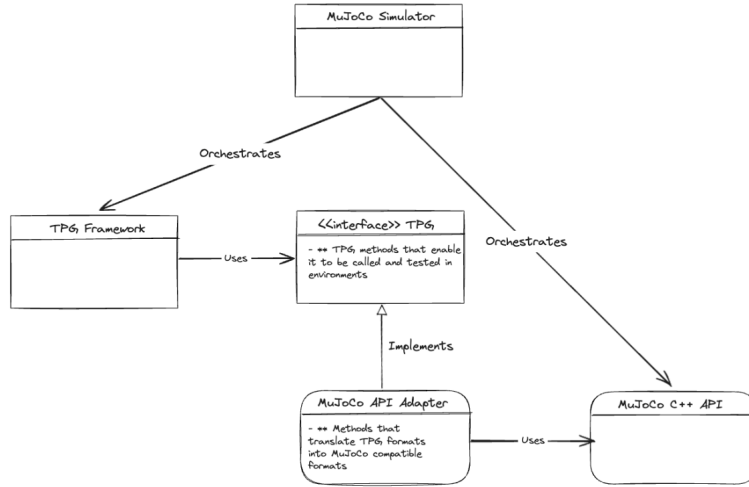 MuJoCo Simulator
Orchestrates
TPG Framework
<<interface>> TPG
- ** TPG methods that enable
it to be called and tested in
environments
Uses
Orchestrates
Implements
MuJoCo API Adapter
- ** Methods that
translate TPG formats
into MuJoCo compatible
formats
Uses
MuJoCo C++ API